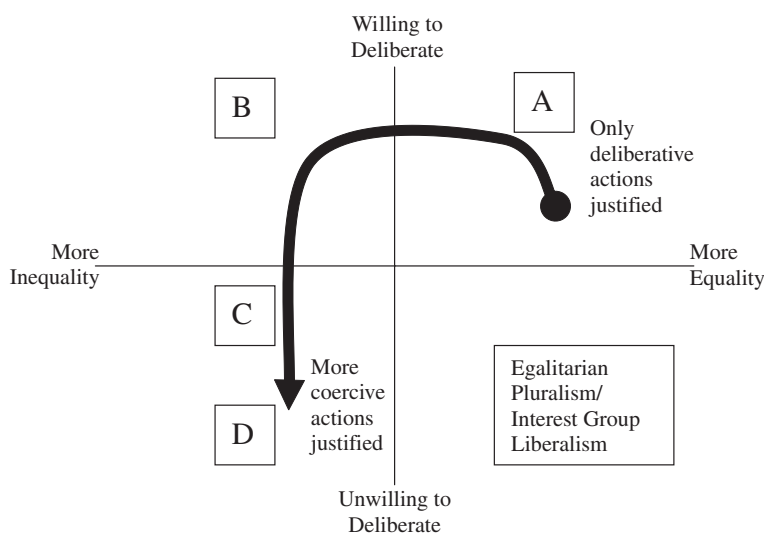 Willing to
Deliberate
B
A
Only
deliberative
actions
justified
More
Inequality
More
Equality
C
More
coercive
actions
justified
D
Egalitarian
Pluralism/
Interest Group
Liberalism
Unwilling to
Deliberate